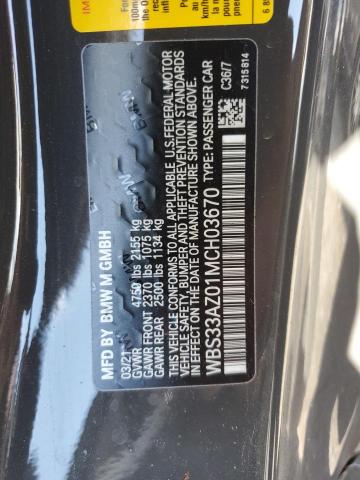 MFD BY: BMW M GMBH
03/21
GVWR 4750 lbs 2155 kg
GAWR FRONT 2370 lbs 1075 kg
GAWR REAR 2500 lbs 1134 kg
THIS VEHICLE CONFORMS TO ALL APPLICABLE U.S. FEDERAL MOTOR
VEHICLE SAFETY, BUMPER, AND THEFT PREVENTION STANDARDS
IN EFFECT ON THE DATE OF MANUFACTURE SHOWN ABOVE.
WBS33AZ01MCH03670 TYPE: PASSENGER CAR
C36/7
7315814